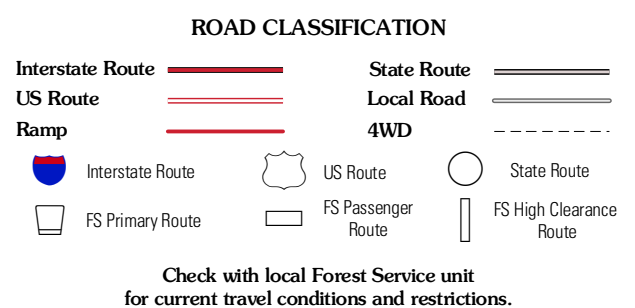 ROAD CLASSIFICATION
Interstate Route
State Route
US Route
Local Road
Ramp
4WD
Interstate Route
US Route
State Route
FS Primary Route
FS Passenger
Route
FS High Clearance
Route
Check with local Forest Service unit
for current travel conditions and restrictions.